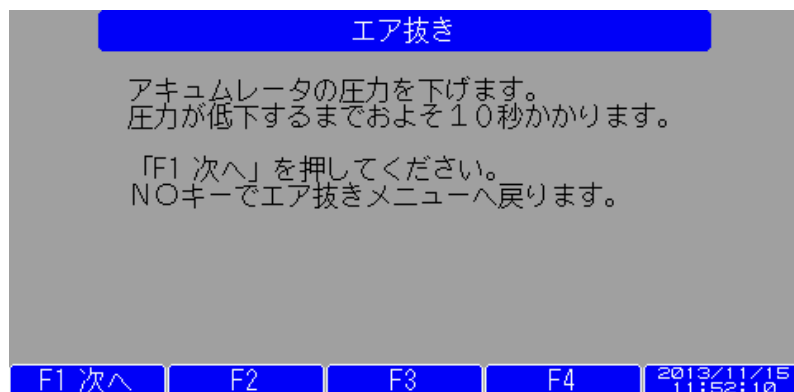 エア抜き
アキュムレータの圧力を下げます。
圧力が低下するまでおよそ１０秒かかります。
「F1 次へ」を押してください。
ＮＯキーでエア抜きメニューへ戻ります。
F1 次へ
F2
F3
F4
2013/11/15
11:52:10